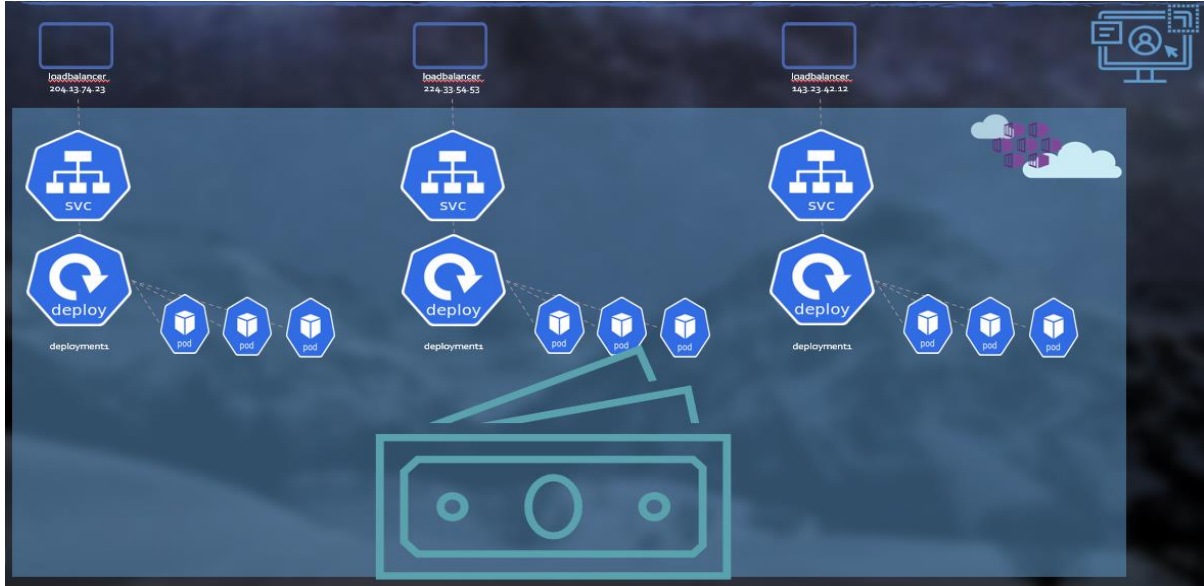 loadbalancer
204.13.74.23
loadbalancer
224.33.54.53
loadbalancer
143.23.42.12
svc
svc
svc
deploy
deploy
deploy
pod
pod
pod
pod
pod
pod
pod
pod
pod
deployment1
deployment1
deployment1